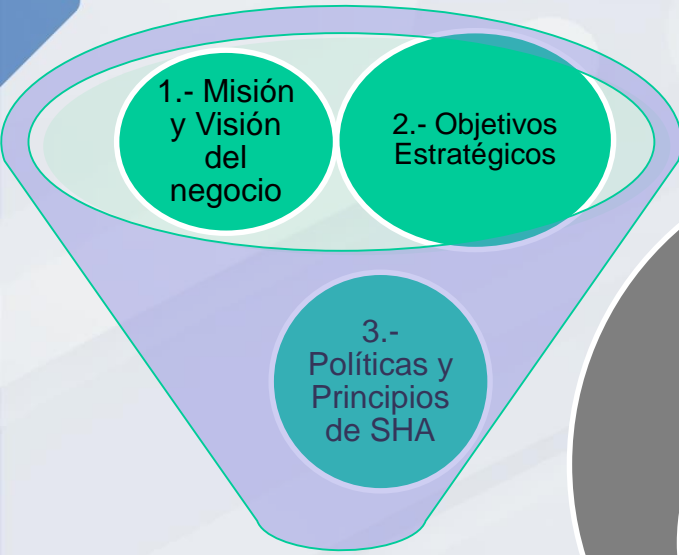 1.- Misión
y Visión
del
negocio
2.- Objetivos
Estratégicos
3.-
Políticas y
Principios
de SHA